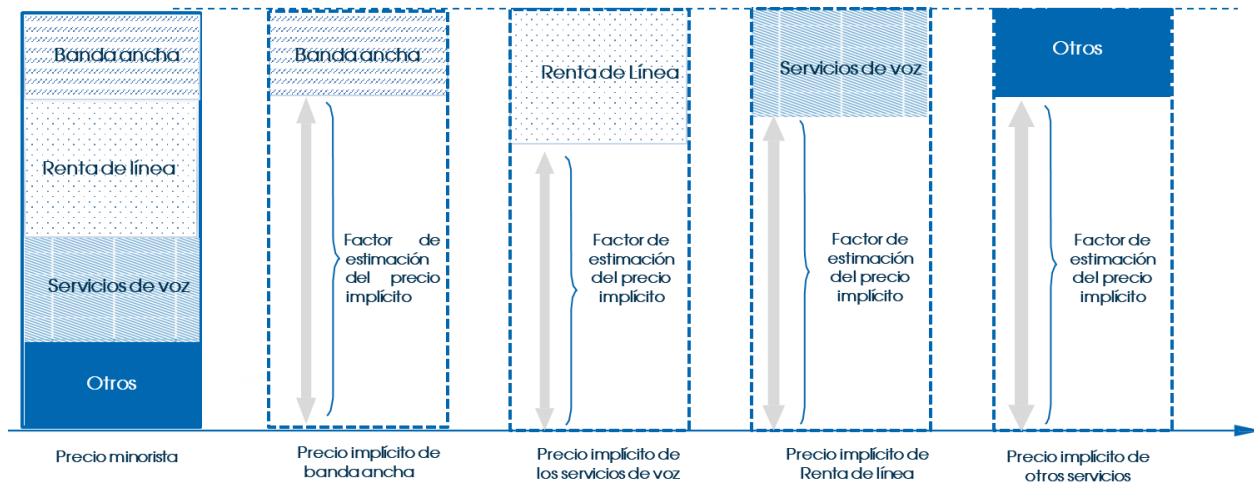 Banda ancha
Renta de línea
Servicios de voz
Otros
Precio minorista
Banda ancha
Factor de
estimación
del precio
implícito
Precio implícito de
banda ancha
Renta de Línea
Factor de
estimación
del precio
implícito
Precio implícito de
los servicios de voz
Servicios de voz
Factor de
estimación
del precio
implícito
Precio implícito de
Renta de línea
Otros
Factor de
estimación
del precio
implícito
Precio implícito de
otros servicios